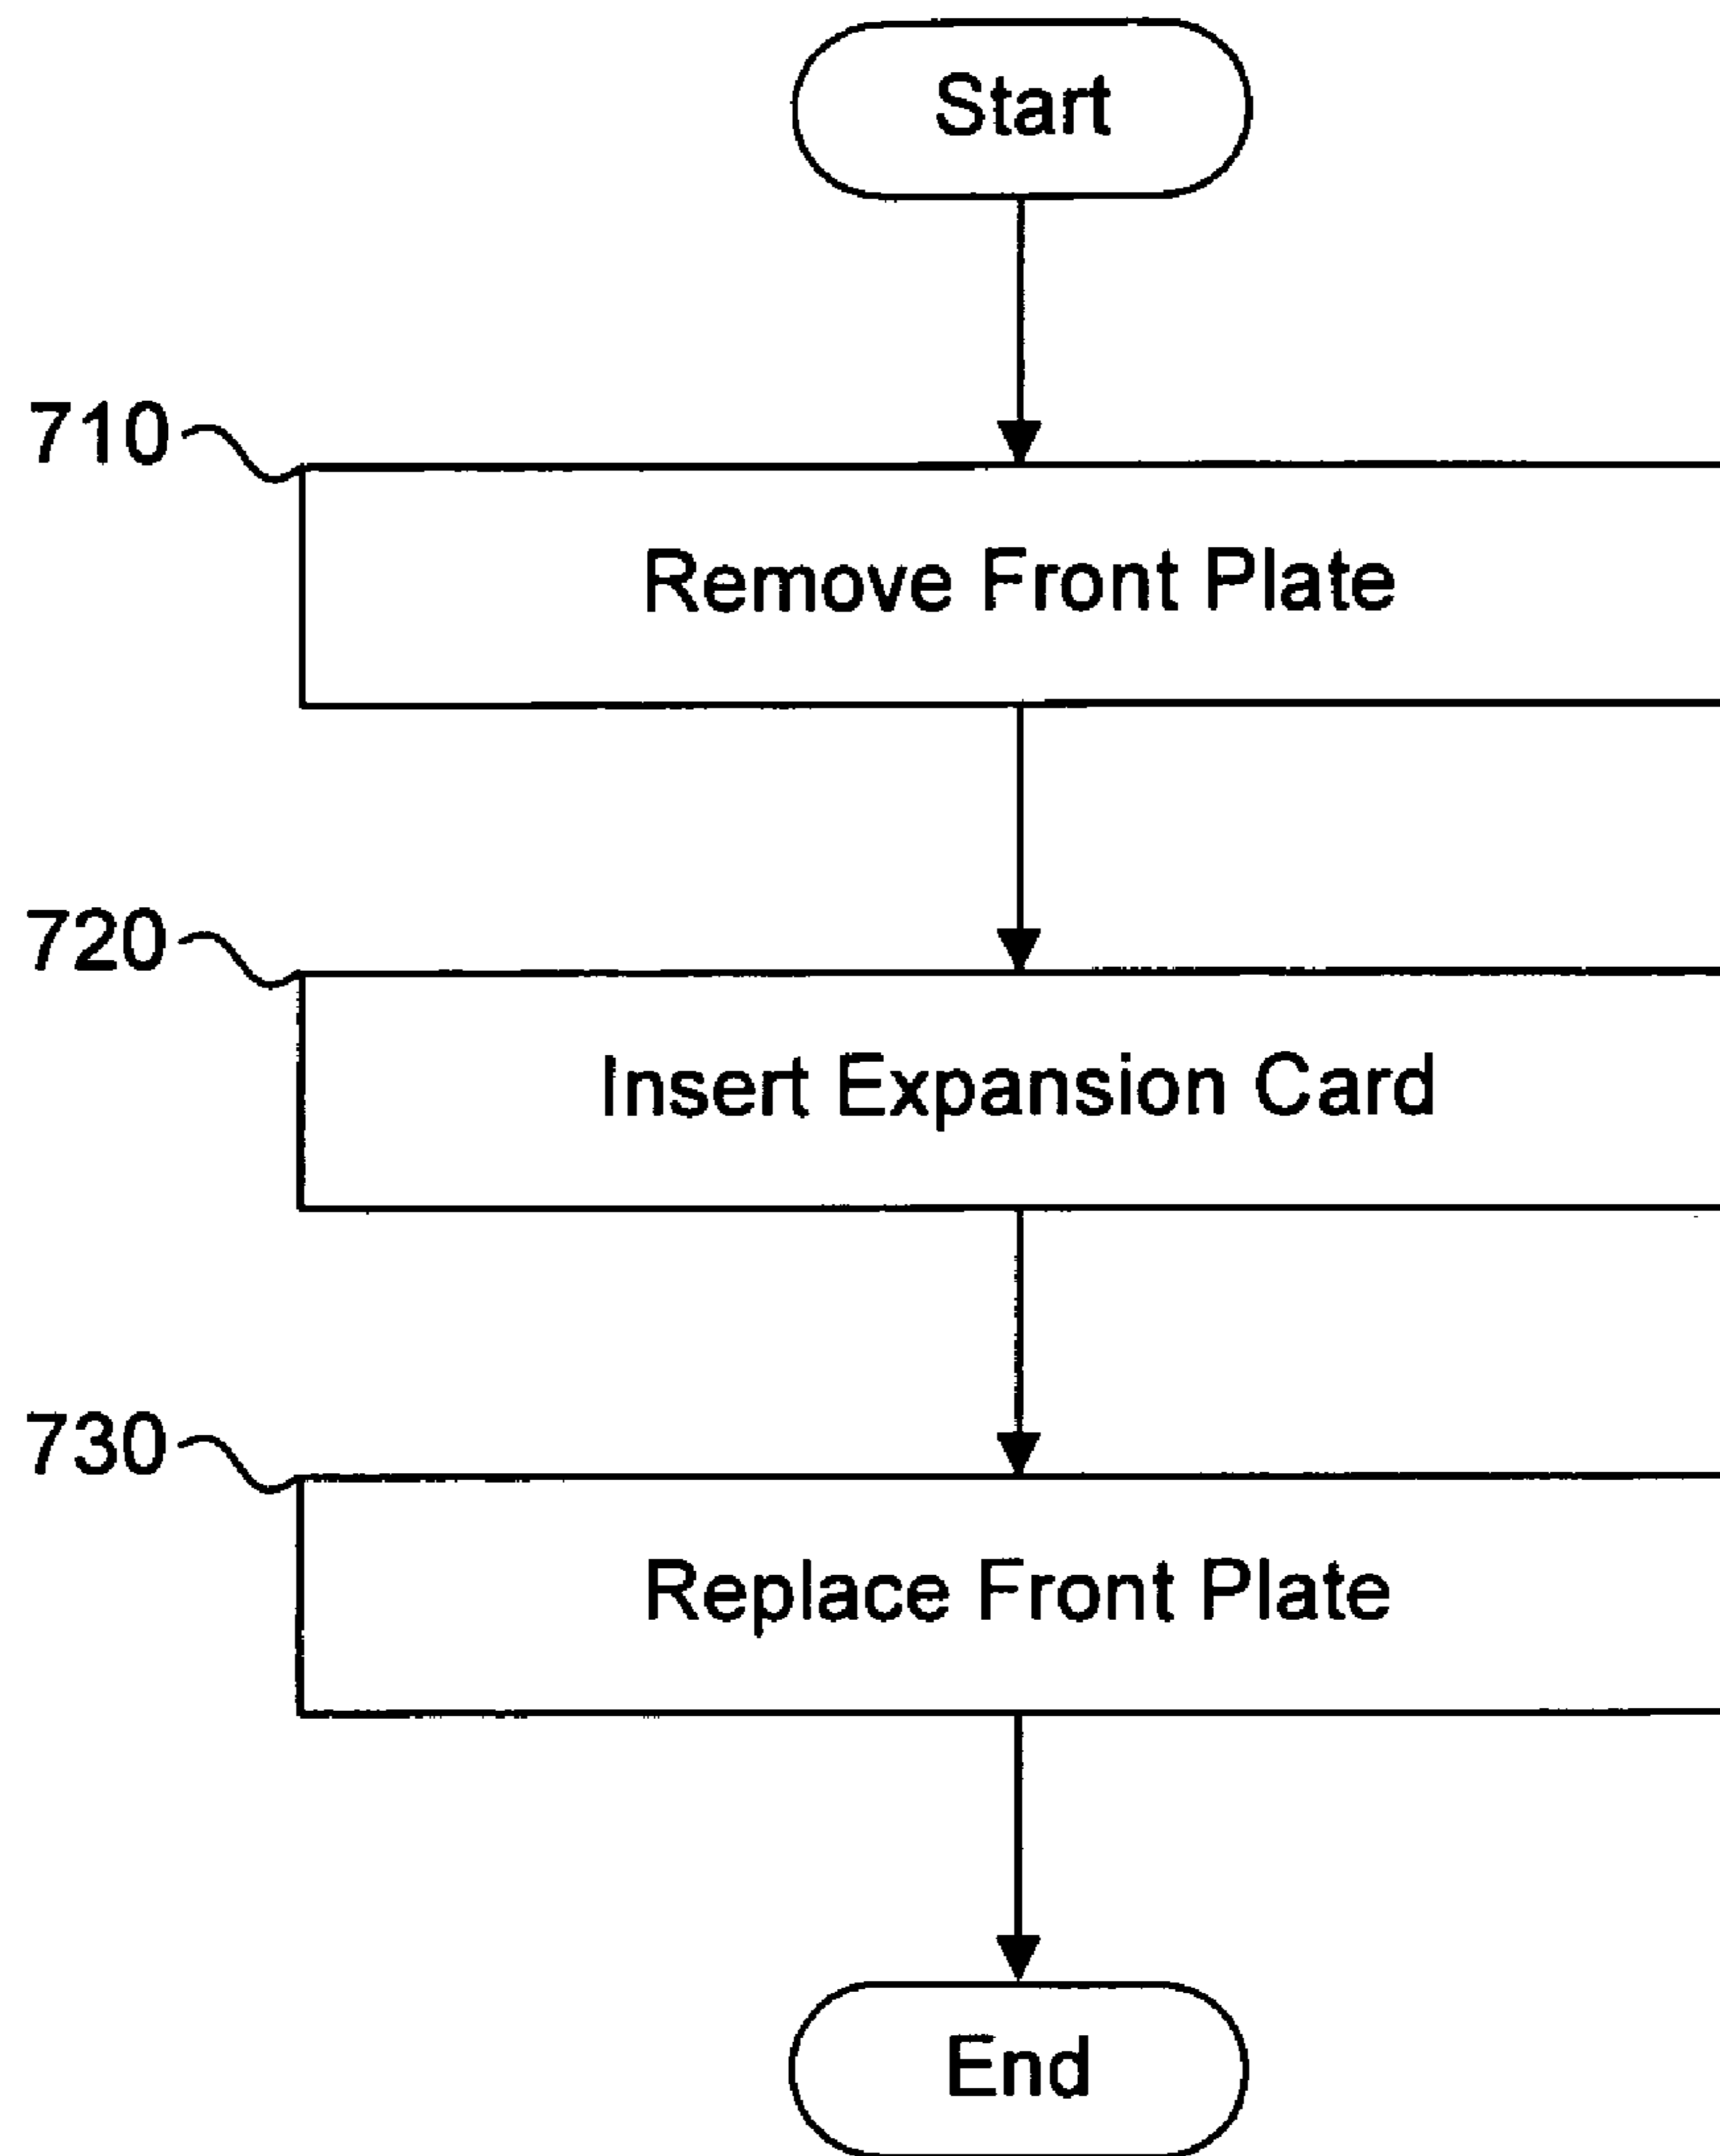 Start
710
Remove Front Plate
720
Insert Expansion Card
730
Replace Front Plate
End